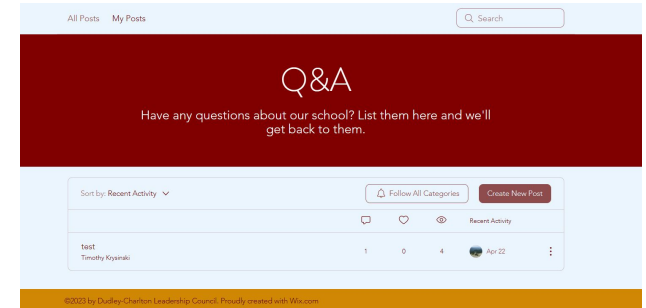 All Posts My Posts Search
Q&A
Have any questions about our school? List them here and we'll
get back to them.
Sort by: Recent Activity Follow All Categories Create New Post
Recent Activity
test 1 0 4 Apr 22
Timothy Krysinski
©2023 by Dudley-Charlton Leadership Council. Proudly created with Wix.com